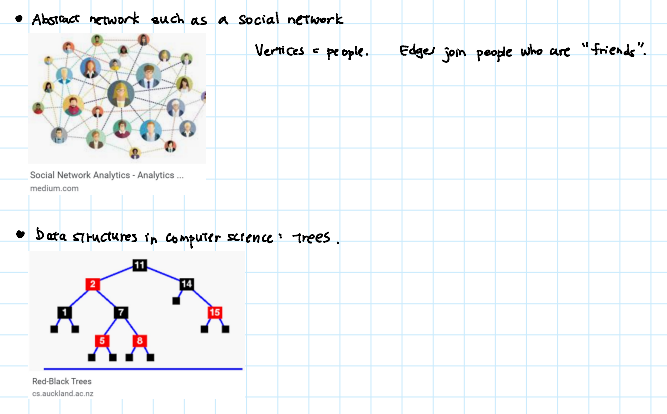 • Abstract network such as a social network
Vertices = people. Edges join people who are "friends".
Social Network Analytics - Analytics ...
medium.com
• Data structures in computer science : trees.
11
2 14
1 7 15
5 8
Red-Black Trees
cs.auckland.ac.nz